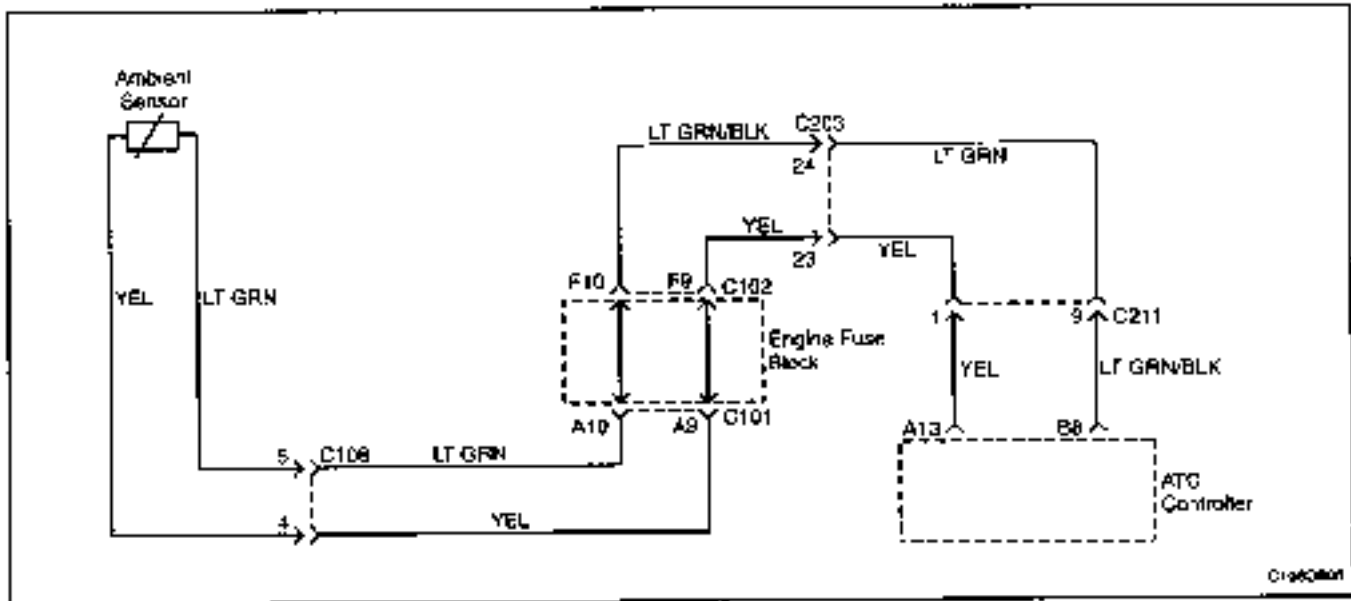 Ambient
Sensor
LT GRN/BLK
C203
24
LT GRN
YEL
23
YEL
YEL
LT GRN
F10
F9
C102
1
9
C211
Engine Fuse
Block
YEL
LT GRN/BLK
A10
A9
C101
A13
B8
5
C108
LT GRN
ATC
Controller
4
YEL